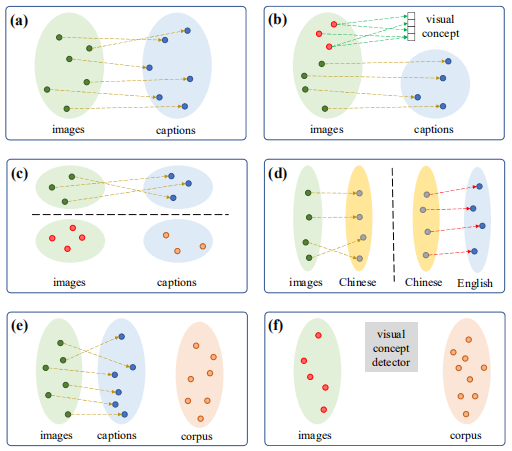 (a)
images captions
(b)
visual
concept
images captions
(c)
images captions
(d)
images Chinese Chinese English
(e)
images captions corpus
(f)
visual
concept
detector
images corpus